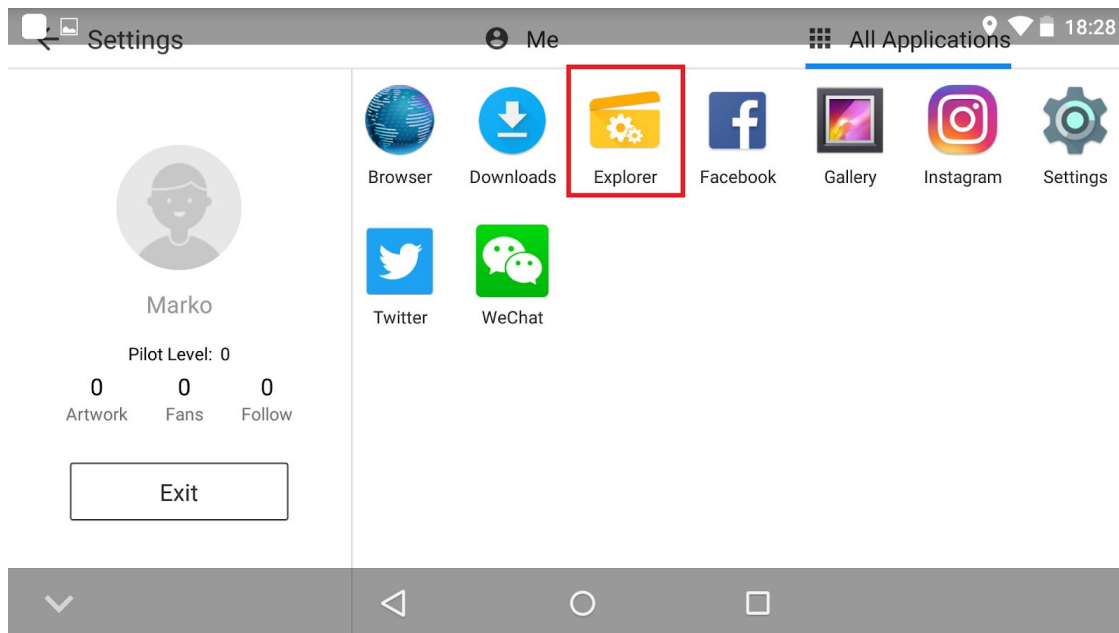 18:28
Settings
Me
All Applications
Browser Downloads Explorer Facebook Gallery Instagram Settings
Twitter WeChat
Marko
Pilot Level: 0
0 0 0
Artwork Fans Follow
Exit